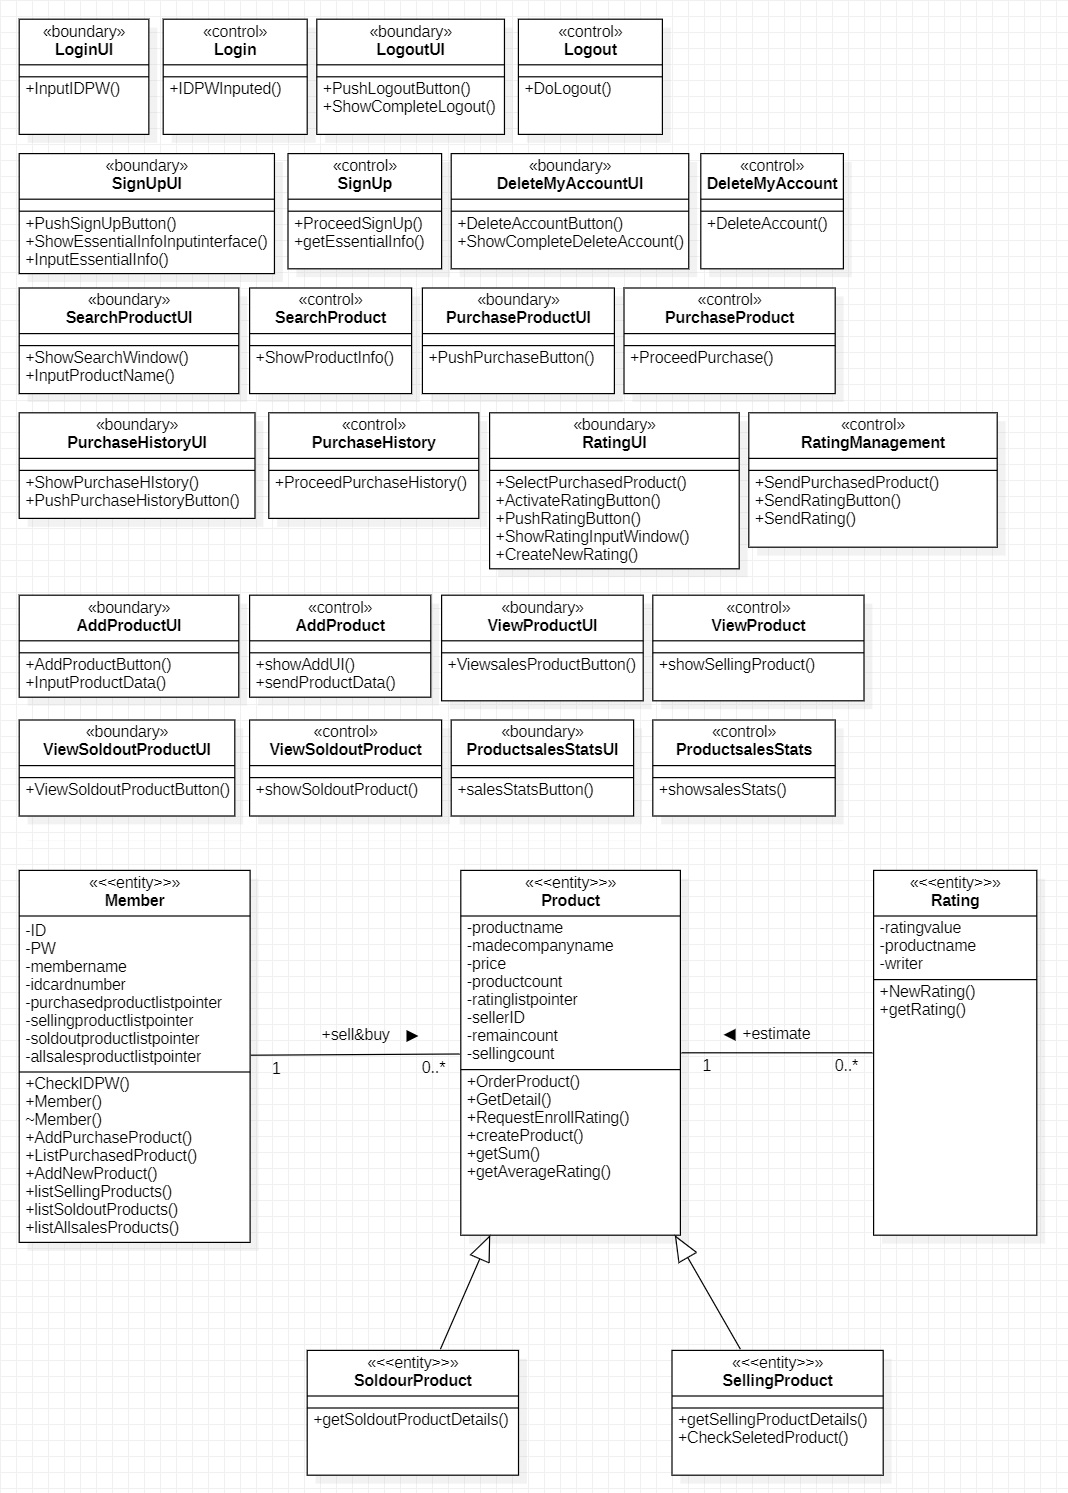 «boundary»
LoginUI
+InputIDPW()
«control»
Login
+IDPWInputed()
«boundary»
LogoutUI
+PushLogoutButton()
+ShowCompleteLogout()
«control»
Logout
+DoLogout()
«boundary»
SignUpUI
+PushSignUpButton()
+ShowEssentialInfoInputinterface()
+InputEssentialInfo()
«control»
SignUp
+ProceedSignUp()
+getEssentialInfo()
«boundary»
DeleteMyAccountUI
+DeleteAccountButton()
+ShowCompleteDeleteAccount()
«control»
DeleteMyAccount
+DeleteAccount()
«boundary»
SearchProductUI
+ShowSearchWindow()
+InputProductName()
«control»
SearchProduct
+ShowProductInfo()
«boundary»
PurchaseProductUI
+PushPurchaseButton()
«control»
PurchaseProduct
+ProceedPurchase()
«boundary»
PurchaseHistoryUI
+ShowPurchaseHIstory()
+PushPurchaseHistoryButton()
«control»
PurchaseHistory
+ProceedPurchaseHistory()
«boundary»
RatingUI
+SelectPurchasedProduct()
+ActivateRatingButton()
+PushRatingButton()
+ShowRatingInputWindow()
+CreateNewRating()
«control»
RatingManagement
+SendPurchasedProduct()
+SendRatingButton()
+SendRating()
«boundary»
AddProductUI
+AddProductButton()
+InputProductData()
«control»
AddProduct
+showAddUI()
+sendProductData()
«boundary»
ViewProductUI
+ViewsalesProductButton()
«control»
ViewProduct
+showSellingProduct()
«boundary»
ViewSoldoutProductUI
+ViewSoldoutProductButton()
«control»
ViewSoldoutProduct
+showSoldoutProduct()
«boundary»
ProductsalesStatsUI
+salesStatsButton()
«control»
ProductsalesStats
+showsalesStats()
«<<entity>>»
Member
-ID
-PW
-membername
-idcardnumber
-purchasedproductlistpointer
-sellingproductlistpointer
-soldoutproductlistpointer
-allsalesproductlistpointer
+CheckIDPW()
+Member()
~Member()
+AddPurchaseProduct()
+ListPurchasedProduct()
+AddNewProduct()
+listSellingProducts()
+listSoldoutProducts()
+listAllsalesProducts()
+sell&buy ▶
1
0..*
«<<entity>>»
Product
-productname
-madecompanyname
-price
-productcount
-ratinglistpointer
-sellerID
-remaincount
-sellingcount
+OrderProduct()
+GetDetail()
+RequestEnrollRating()
+createProduct()
+getSum()
+getAverageRating()
◀ +estimate
1
0..*
«<<entity>>»
Rating
-ratingvalue
-productname
-writer
+NewRating()
+getRating()
«<<entity>>»
SoldourProduct
+getSoldoutProductDetails()
«<<entity>>»
SellingProduct
+getSellingProductDetails()
+CheckSeletedProduct()